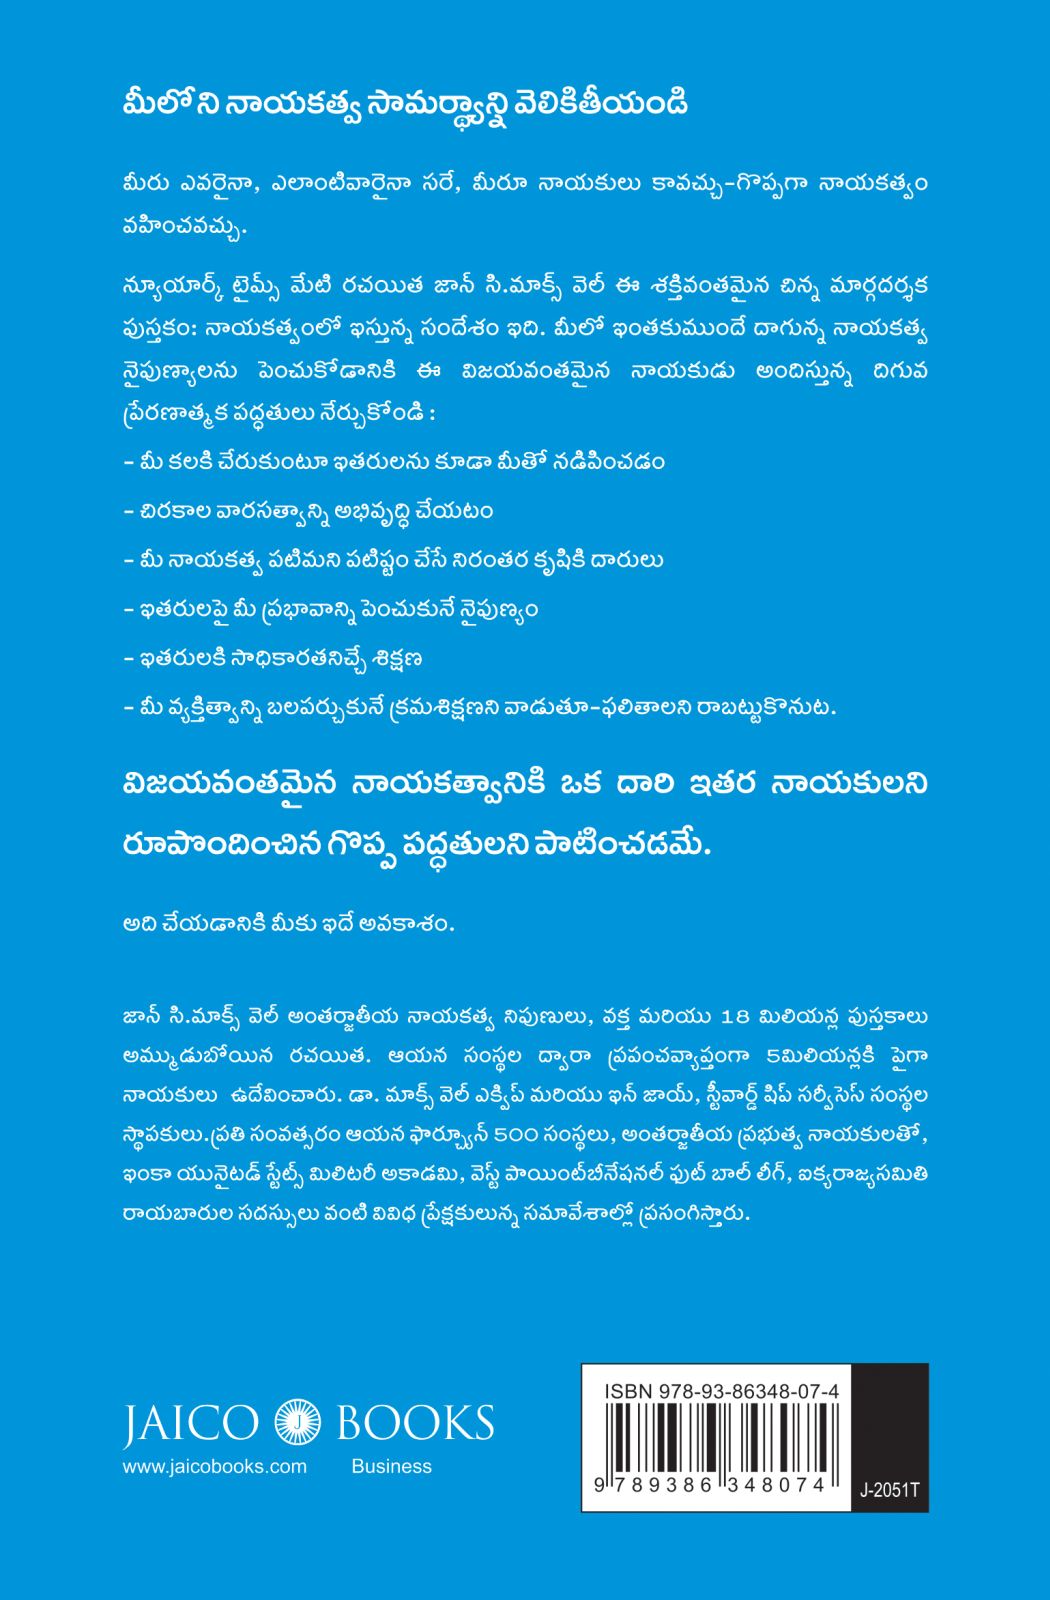 మీలోని నాయకత్వ సామర్థ్యాన్ని వెలికితీయండి
మీరు ఎవరైనా, ఎలాంటివారైనా సరే, మీరూ నాయకులు కావచ్చు-గొప్పగా నాయకత్వం
వహించవచ్చు.
న్యూయార్క్ టైమ్స్ మేటి రచయిత జాన్ సి.మాక్స్ వెల్ ఈ శక్తివంతమైన చిన్న మార్గదర్శక
పుస్తకం: నాయకత్వంలో ఇస్తున్న సందేశం ఇది. మీలో ఇంతకుముందే దాగున్న నాయకత్వ
నైపుణ్యాలను పెంచుకోడానికి ఈ విజయవంతమైన నాయకుడు అందిస్తున్న దిగువ
ప్రేరణాత్మక పద్ధతులు నేర్చుకోండి :
- మీ కలకి చేరుకుంటూ ఇతరులను కూడా మీతో నడిపించడం
- చిరకాల వారసత్వాన్ని అభివృద్ధి చేయటం
- మీ నాయకత్వ పటిమని పటిష్టం చేసే నిరంతర కృషికి దారులు
- ఇతరులపై మీ ప్రభావాన్ని పెంచుకునే నైపుణ్యం
- ఇతరులకి సాధికారతనిచ్చే శిక్షణ
- మీ వ్యక్తిత్వాన్ని బలపర్చుకునే క్రమశిక్షణని వాడుతూ-ఫలితాలని రాబట్టుకొనుట.
విజయవంతమైన నాయకత్వానికి ఒక దారి ఇతర నాయకులని
రూపొందించిన గొప్ప పద్ధతులని పాటించడమే.
అది చేయడానికి మీకు ఇదే అవకాశం.
జాన్ సి.మాక్స్ వెల్ అంతర్జాతీయ నాయకత్వ నిపుణులు, వక్త మరియు 18 మిలియన్ల పుస్తకాలు
అమ్ముడుబోయిన రచయిత. ఆయన సంస్థల ద్వారా ప్రపంచవ్యాప్తంగా 5మిలియన్లకి పైగా
నాయకులు ఉదేవించారు. డా. మాక్స్ వెల్ ఎక్విప్ మరియు ఇన్ జాయ్, స్టీవార్డ్ షిప్ సర్వీసెస్ సంస్థల
స్థాపకులు.ప్రతి సంవత్సరం ఆయన ఫార్చ్యూన్ 500 సంస్థలు, అంతర్జాతీయ ప్రభుత్వ నాయకులతో,
ఇంకా యునైటడ్ స్టేట్స్ మిలిటరీ అకాడమి, వెస్ట్ పాయింట్‌బీనేషనల్ ఫుట్ బాల్ లీగ్, ఐక్యరాజ్యసమితి
రాయబారుల సదస్సులు వంటి వివిధ ప్రేక్షకులున్న సమావేశాల్లో ప్రసంగిస్తారు.
ISBN 978-93-86348-07-4
JAICO J BOOKS
www.jaicobooks.com Business
9 789386 348074
J-2051T